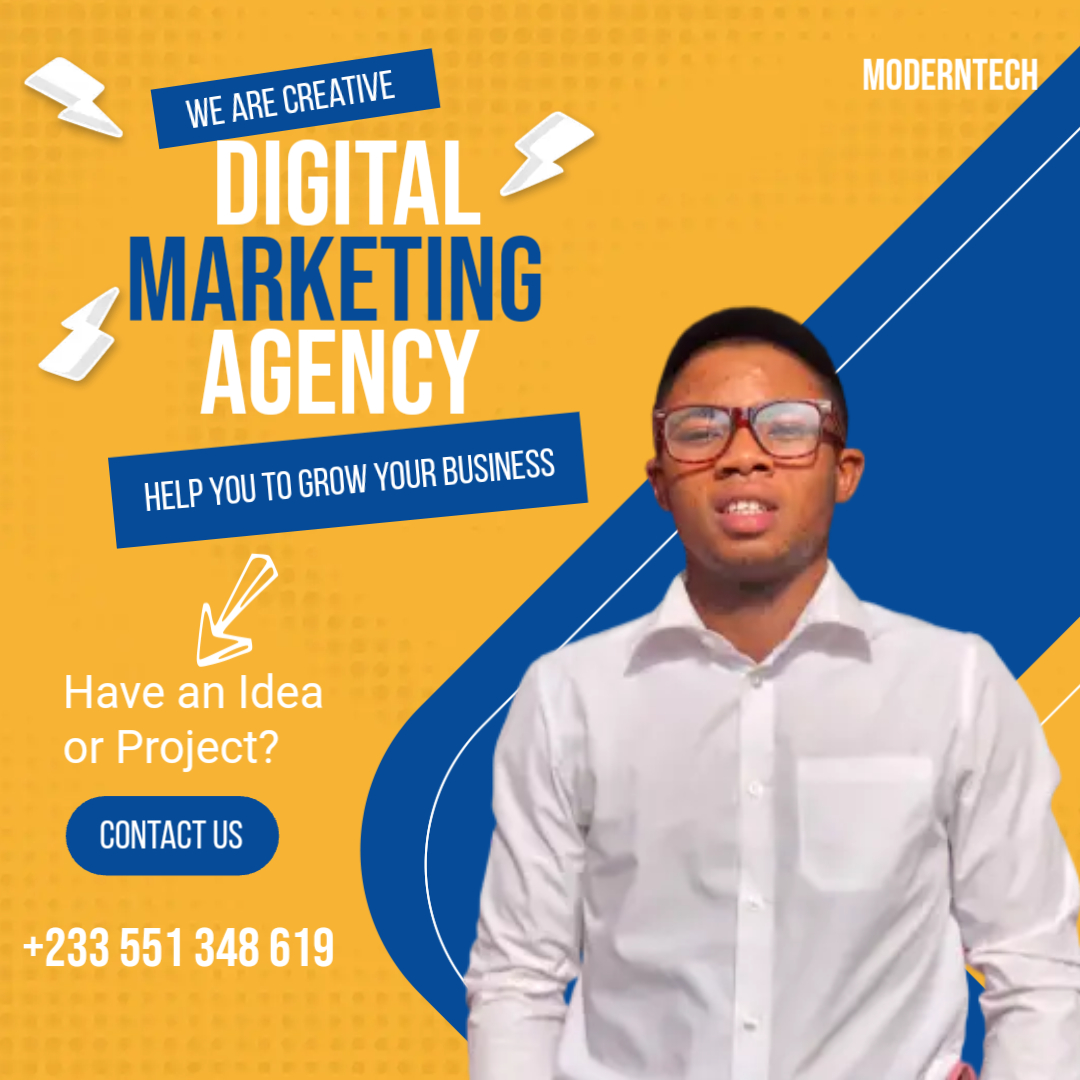 MODERNTECH
WE ARE CREATIVE
DIGITAL
MARKETING
AGENCY
HELP YOU TO GROW YOUR BUSINESS
Have an Idea
or Project?
CONTACT US
+233 551 348 619